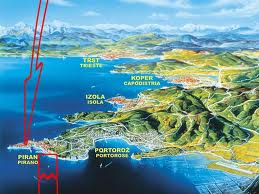 TRST
TRIESTE
KOPER
CAPODISTRIA
IZOLA
ISOLA
PORTOROŽ
PORTOROSE
PIRAN
PIRANO